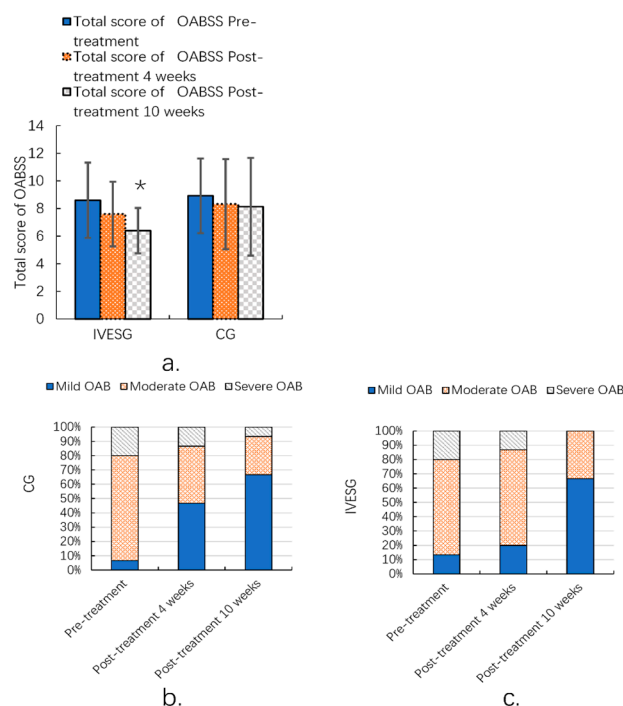 Total score of OABSS Pre-
treatment
Total score of OABSS Post-
treatment 4 weeks
Total score of OABSS Post-
treatment 10 weeks
14
12
10
8
6
4
2
0
Total score of OABSS
*
IVESG CG
a.
Mild OAB Moderate OAB Severe OAB
100%
90%
80%
70%
60%
50%
40%
30%
20%
10%
0%
CG
Pre-treatment
Post-treatment 4 weeks
Post-treatment 10 weeks
b.
Mild OAB Moderate OAB Severe OAB
100%
90%
80%
70%
60%
50%
40%
30%
20%
10%
0%
IVESG
Pre-treatment
Post-treatment 4 weeks
Post-treatment 10 weeks
c.